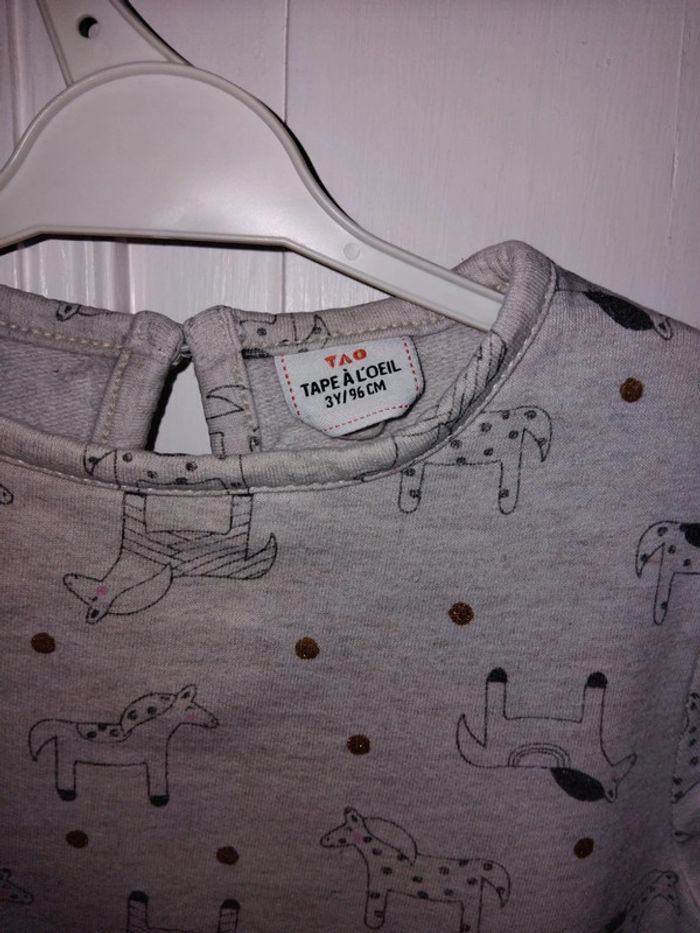 TAO
TAPE À L'OEIL
3Y/96CM